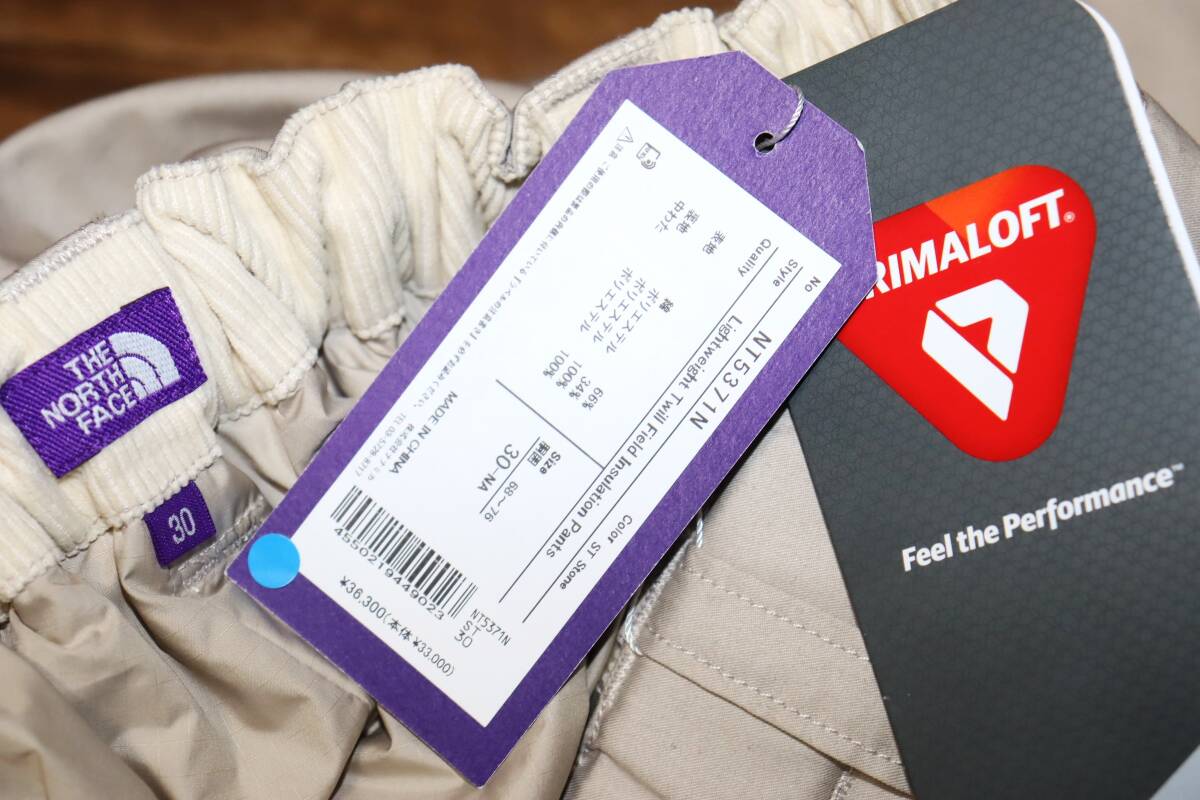 THE
NORTH
FACE
30
No NT5371N
Style Lightweight Twill Field Insulation Pants
Color ST Stone
Quality
表地 綿 66%
ポリエステル 34%
裏地 ポリエステル 100%
中わた ポリエステル 100%
Size 30-NA
胴囲 68~76
MADE IN CHINA
4550219449023
NT5371N
ST
30
¥36,300(本体 ¥33,000)
RIMALOFT®
Feel the Performance™